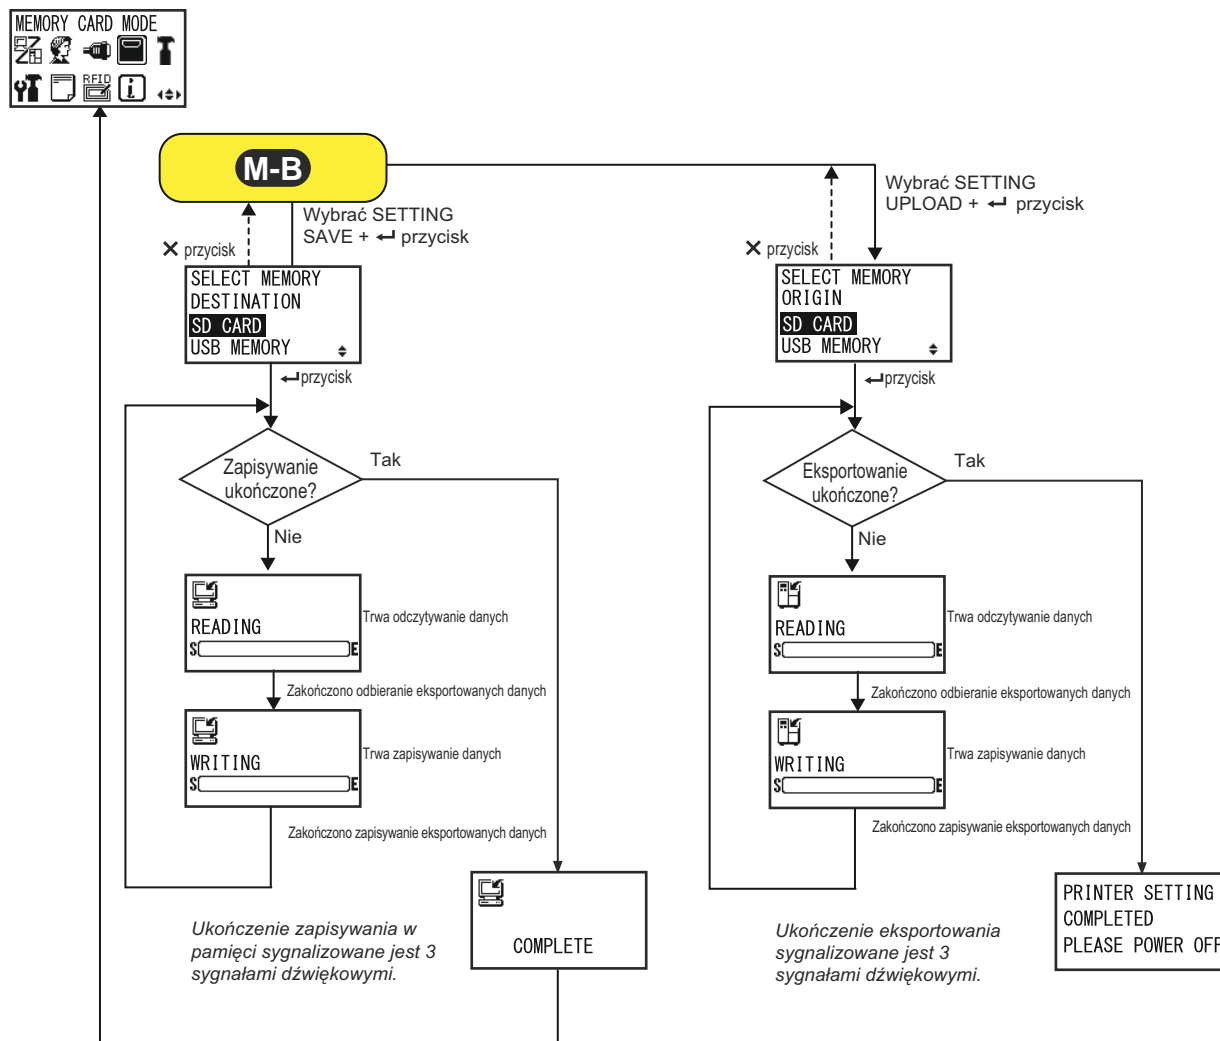 MEMORY CARD MODE
RFID
i
M-B
Wybrać SETTING
SAVE + ↵ przycisk
✕ przycisk
SELECT MEMORY
DESTINATION
SD CARD
USB MEMORY
↵ przycisk
Zapisywanie
ukończone?
Tak
Nie
READING
S E
Trwa odczytywanie danych
Zakończono odbieranie eksportowanych danych
WRITING
S E
Trwa zapisywanie danych
Zakończono zapisywanie eksportowanych danych
COMPLETE
Ukończenie zapisywania w
pamięci sygnalizowane jest 3
sygnałami dźwiękowymi.
Wybrać SETTING
UPLOAD + ↵ przycisk
✕ przycisk
SELECT MEMORY
ORIGIN
SD CARD
USB MEMORY
↵ przycisk
Eksportowanie
ukończone?
Tak
Nie
READING
S E
Trwa odczytywanie danych
Zakończono odbieranie eksportowanych danych
WRITING
S E
Trwa zapisywanie danych
Zakończono zapisywanie eksportowanych danych
PRINTER SETTING
COMPLETED
PLEASE POWER OFF
Ukończenie eksportowania
sygnalizowane jest 3
sygnałami dźwiękowymi.